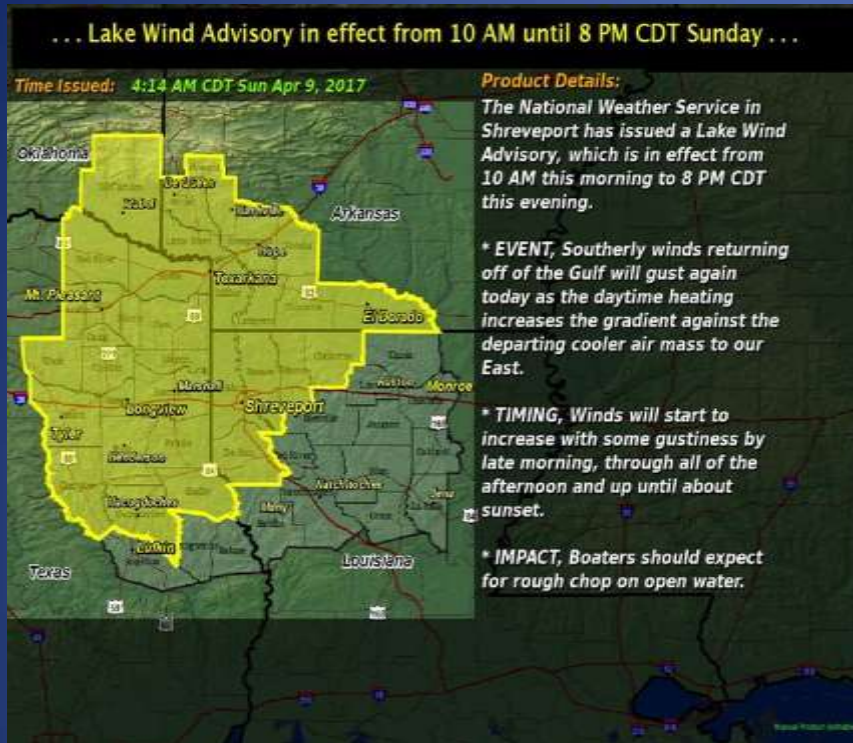 ... Lake Wind Advisory in effect from 10 AM until 8 PM CDT Sunday ...
Time Issued: 4:14 AM CDT Sun Apr 9, 2017
Product Details:
The National Weather Service in
Shreveport has issued a Lake Wind
Advisory, which is in effect from
10 AM this morning to 8 PM CDT
this evening.
* EVENT, Southerly winds returning
off of the Gulf will gust again
today as the daytime heating
increases the gradient against the
departing cooler air mass to our
East.
* TIMING, Winds will start to
increase with some gustiness by
late morning, through all of the
afternoon and up until about
sunset.
* IMPACT, Boaters should expect
for rough chop on open water.
Oklahoma
Idabel
Arkansas
Hope
Texarkana
Mt. Pleasant
El Dorado
Ruston
Monroe
Marshall
Longview
Shreveport
Tyler
Henderson
Natchitoches
Jena
Nacogdoches
Many
Lufkin
Texas
Louisiana